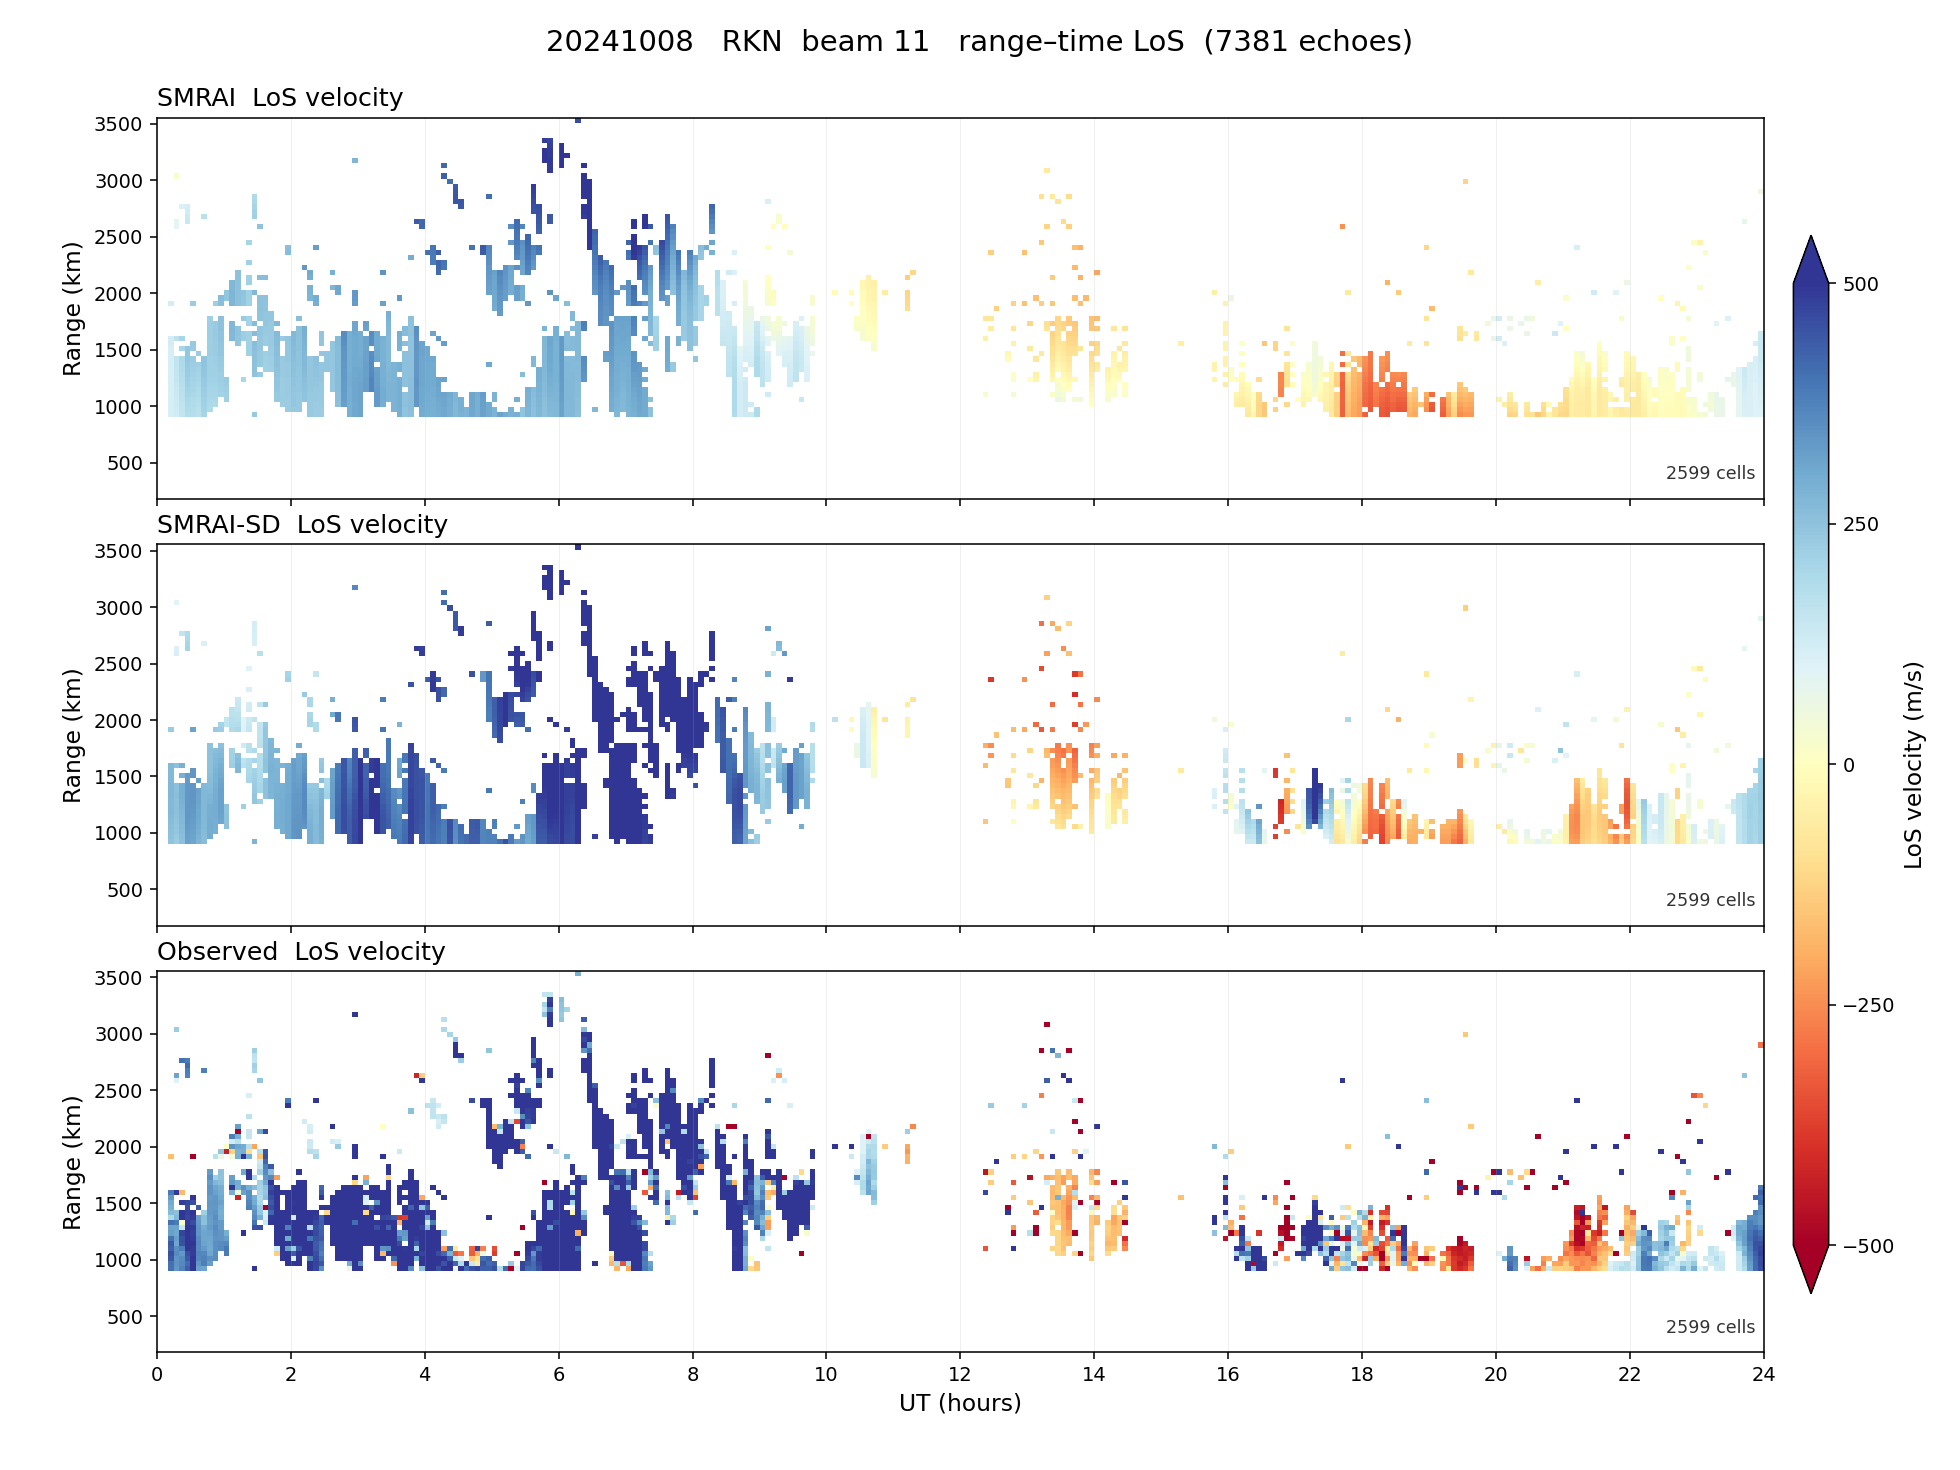 20241008   RKN  beam 11   range–time LoS  (7381 echoes)
SMRAI  LoS velocity
3500
3000
2500
2000
1500
1000
500
Range (km)
2599 cells
SMRAI-SD  LoS velocity
3500
3000
2500
2000
1500
1000
500
Range (km)
2599 cells
Observed  LoS velocity
3500
3000
2500
2000
1500
1000
500
Range (km)
2599 cells
0 2 4 6 8 10 12 14 16 18 20 22 24
UT (hours)
500
250
0
−250
−500
LoS velocity (m/s)